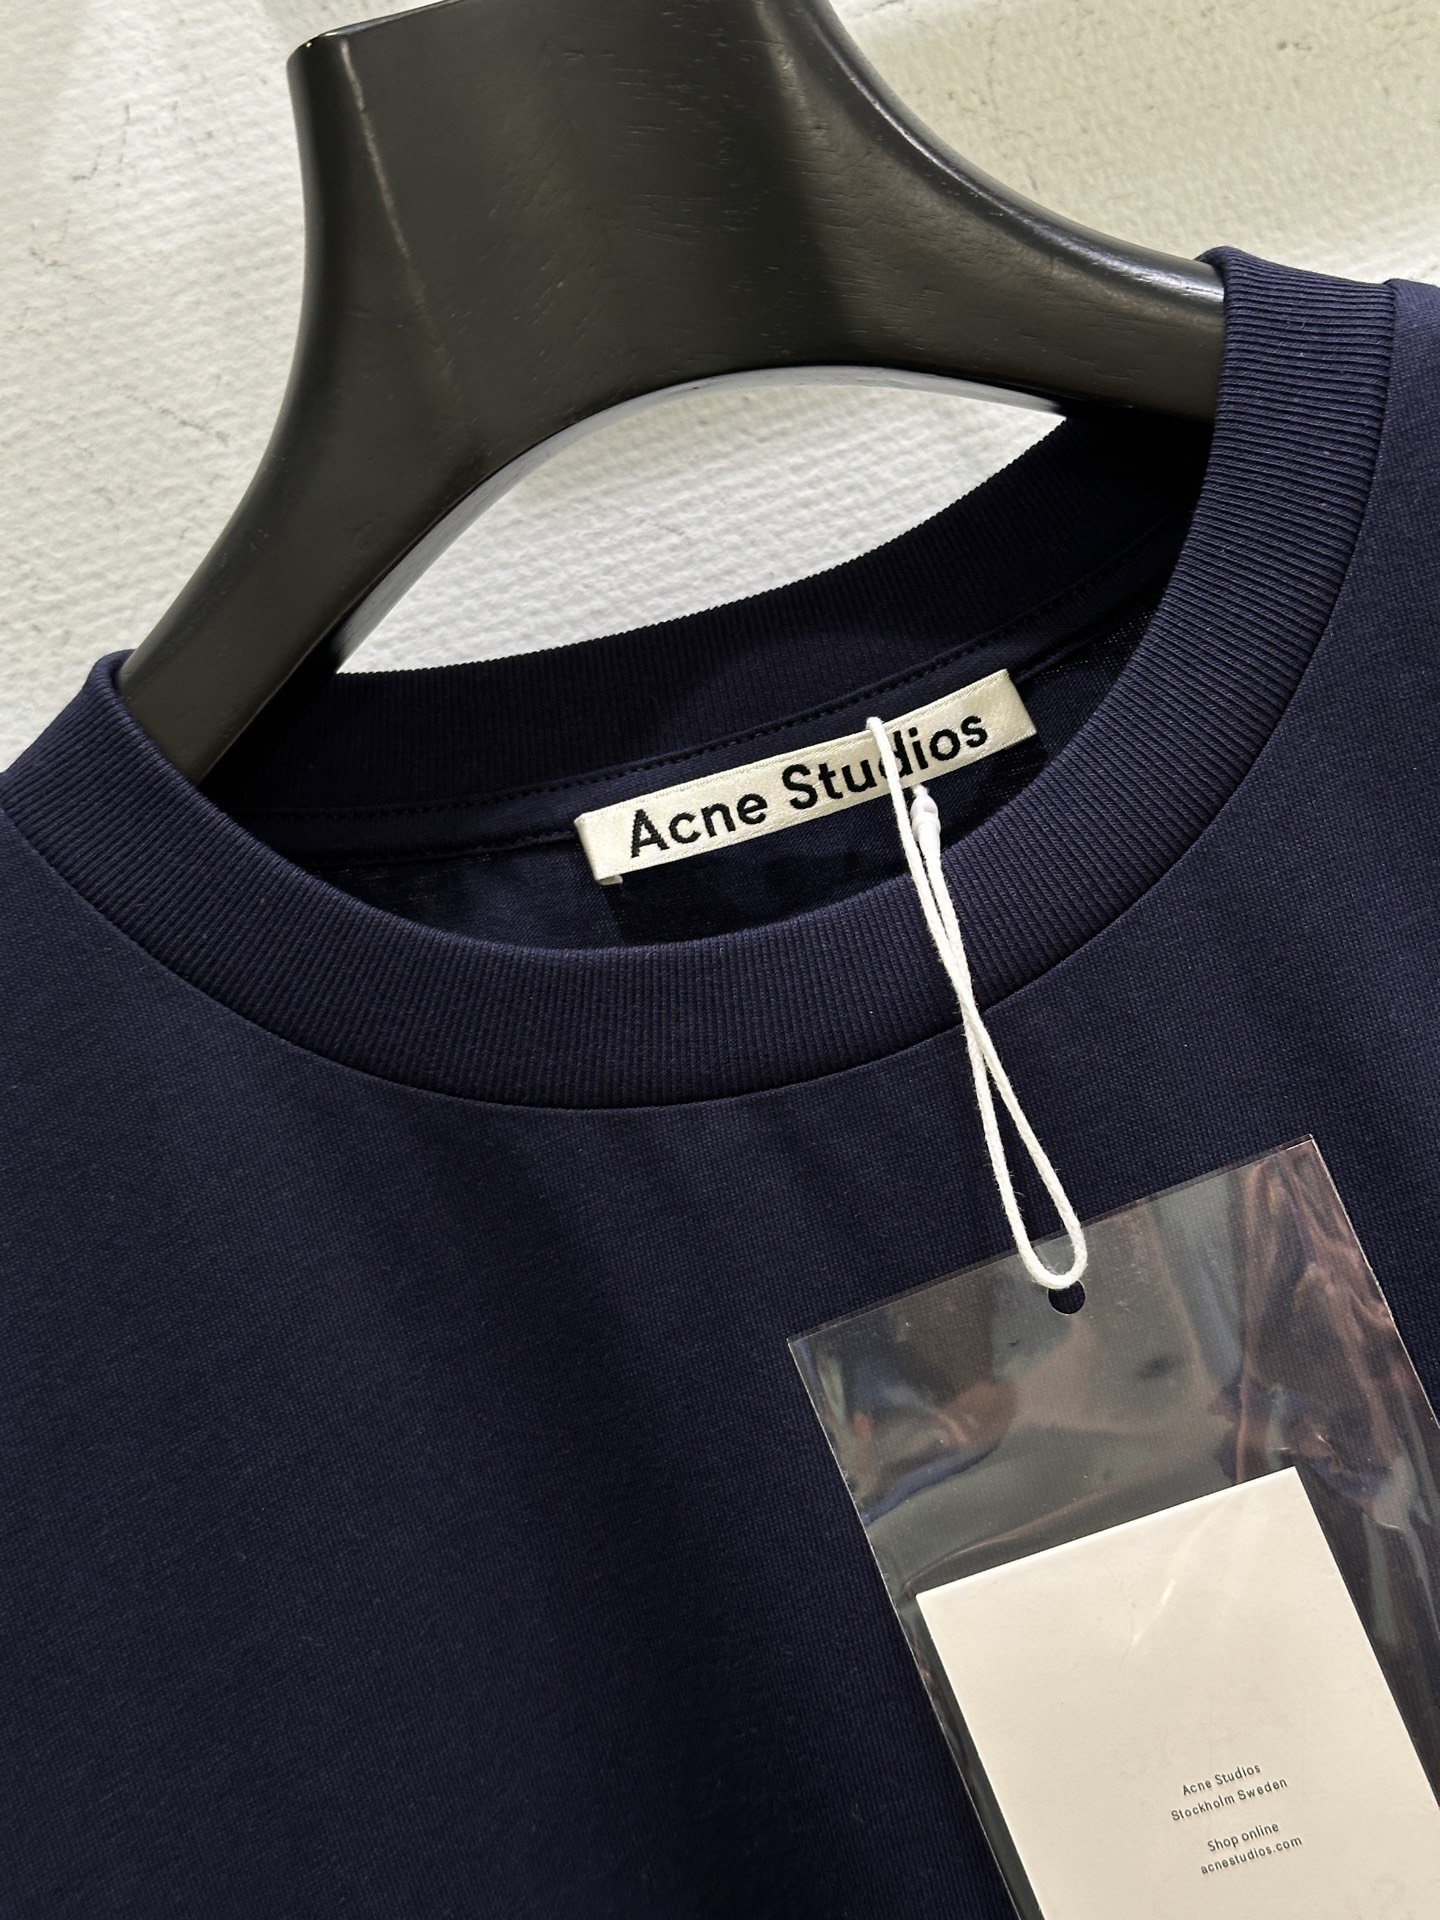 Acne Studios
Acne Studios
Stockholm Sweden
Shop online
acnestudios.com